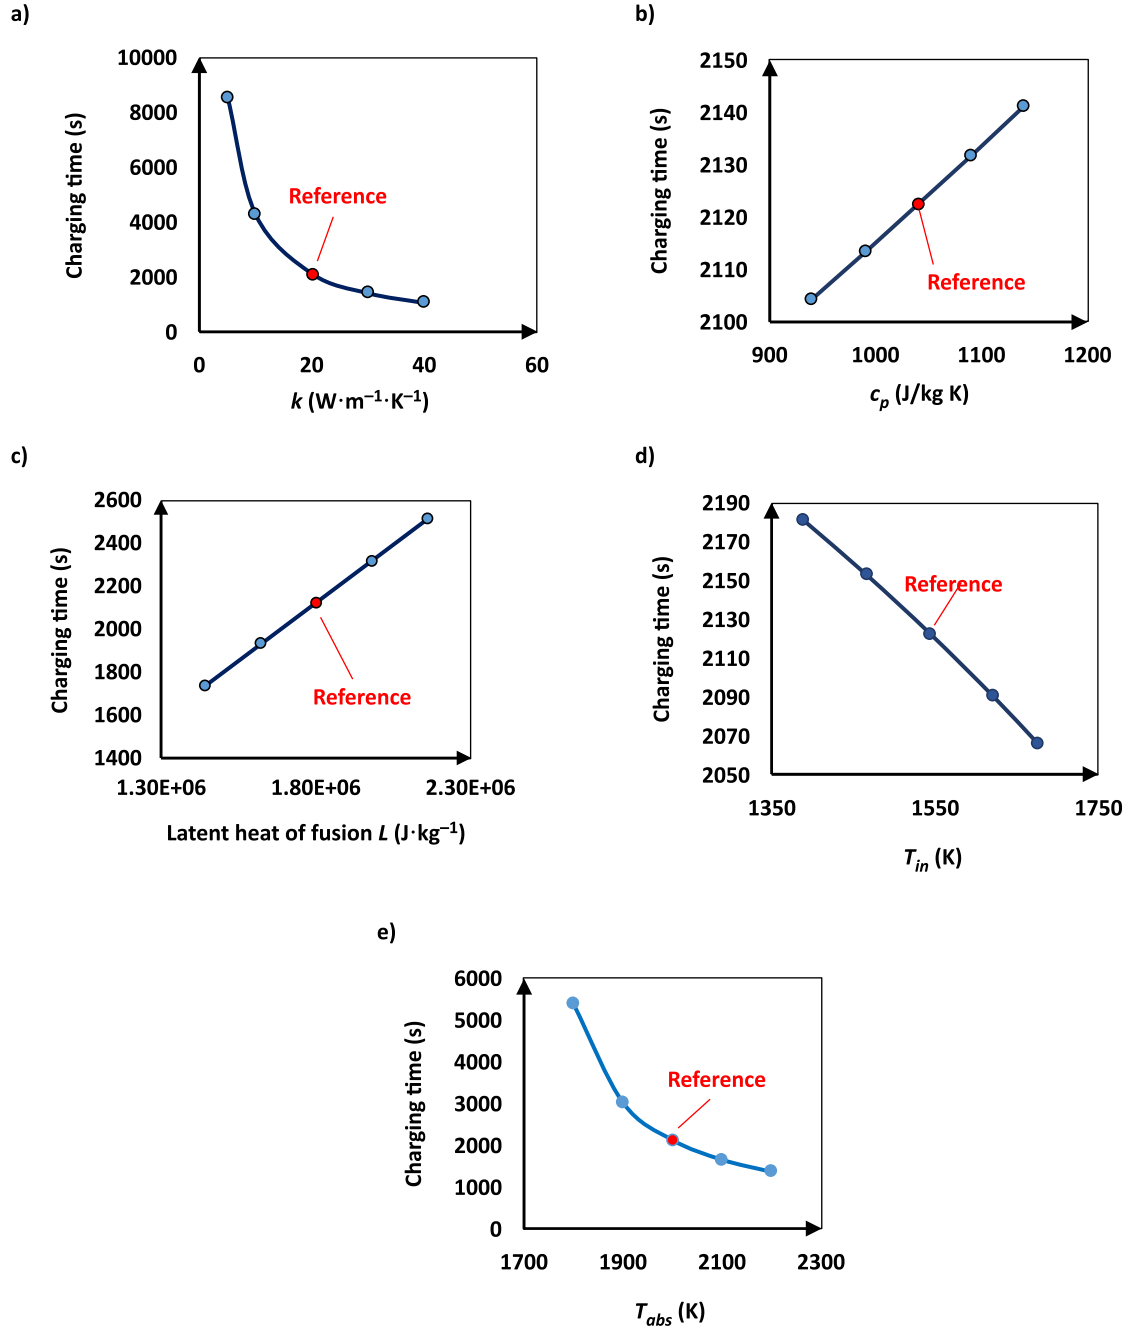 a)
10000
8000
6000
4000
2000
0
0 20 40 60
Charging time (s)
k (W·m⁻¹·K⁻¹)
Reference
b)
2150
2140
2130
2120
2110
2100
900 1000 1100 1200
Charging time (s)
c_p (J/kg K)
Reference
c)
2600
2400
2200
2000
1800
1600
1400
1.30E+06 1.80E+06 2.30E+06
Charging time (s)
Latent heat of fusion L (J·kg⁻¹)
Reference
d)
2190
2170
2150
2130
2110
2090
2070
2050
1350 1550 1750
Charging time (s)
T_in (K)
Reference
e)
6000
5000
4000
3000
2000
1000
0
1700 1900 2100 2300
Charging time (s)
T_abs (K)
Reference